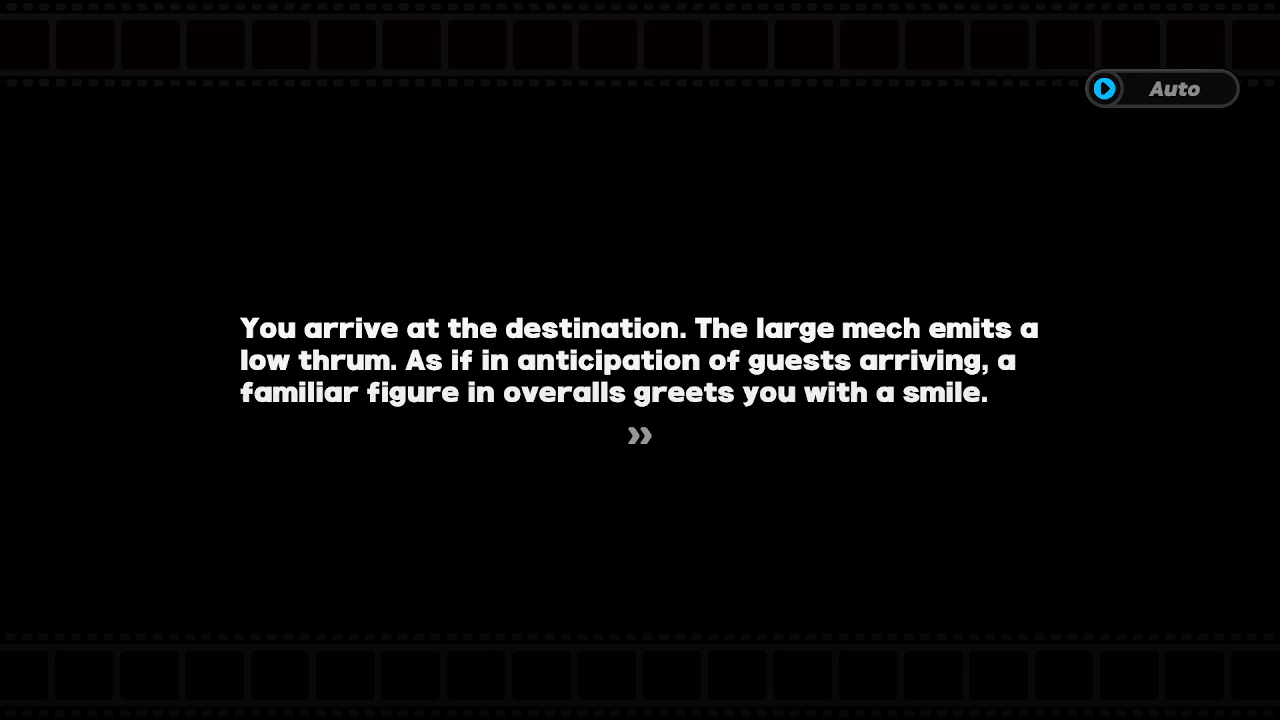 Auto
You arrive at the destination. The large mech emits a
low thrum. As if in anticipation of guests arriving, a
familiar figure in overalls greets you with a smile.